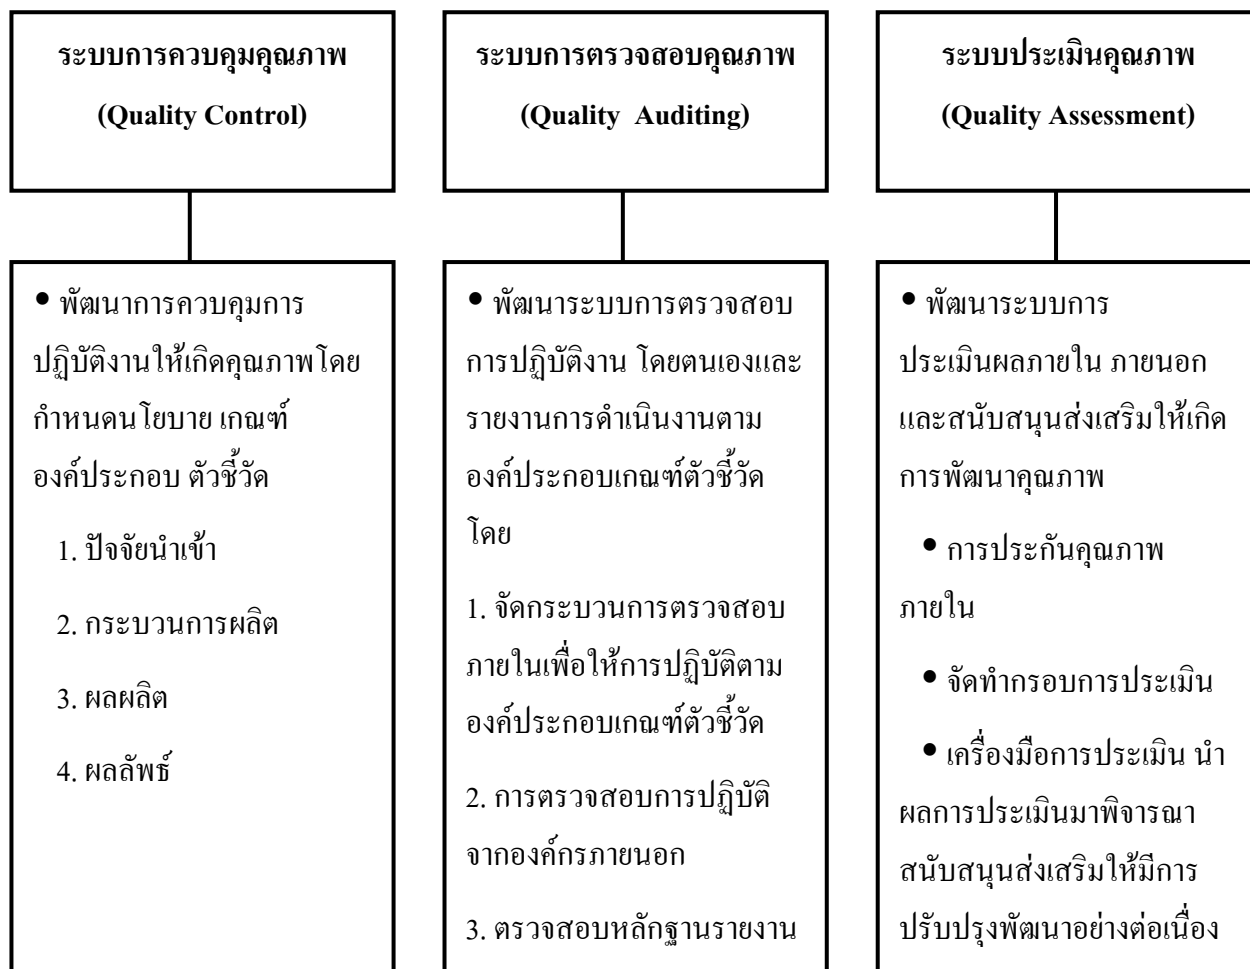 ระบบการควบคุมคุณภาพ
(Quality Control)
ระบบการตรวจสอบคุณภาพ
(Quality Auditing)
ระบบประเมินคุณภาพ
(Quality Assessment)
• พัฒนาการควบคุมการ
ปฏิบัติงานให้เกิดคุณภาพโดย
กำหนดนโยบาย เกณฑ์
องค์ประกอบ ตัวชี้วัด
1. ปัจจัยนำเข้า
2. กระบวนการผลิต
3. ผลผลิต
4. ผลลัพธ์
• พัฒนาระบบการตรวจสอบ
การปฏิบัติงาน โดยตนเองและ
รายงานการดำเนินงานตาม
องค์ประกอบเกณฑ์ตัวชี้วัด
โดย
1. จัดกระบวนการตรวจสอบ
ภายในเพื่อให้การปฏิบัติตาม
องค์ประกอบเกณฑ์ตัวชี้วัด
2. การตรวจสอบการปฏิบัติ
จากองค์กรภายนอก
3. ตรวจสอบหลักฐานรายงาน
• พัฒนาระบบการ
ประเมินผลภายใน ภายนอก
และสนับสนุนส่งเสริมให้เกิด
การพัฒนาคุณภาพ
• การประกันคุณภาพ
ภายใน
• จัดทำกรอบการประเมิน
• เครื่องมือการประเมิน นำ
ผลการประเมินมาพิจารณา
สนับสนุนส่งเสริมให้มีการ
ปรับปรุงพัฒนาอย่างต่อเนื่อง